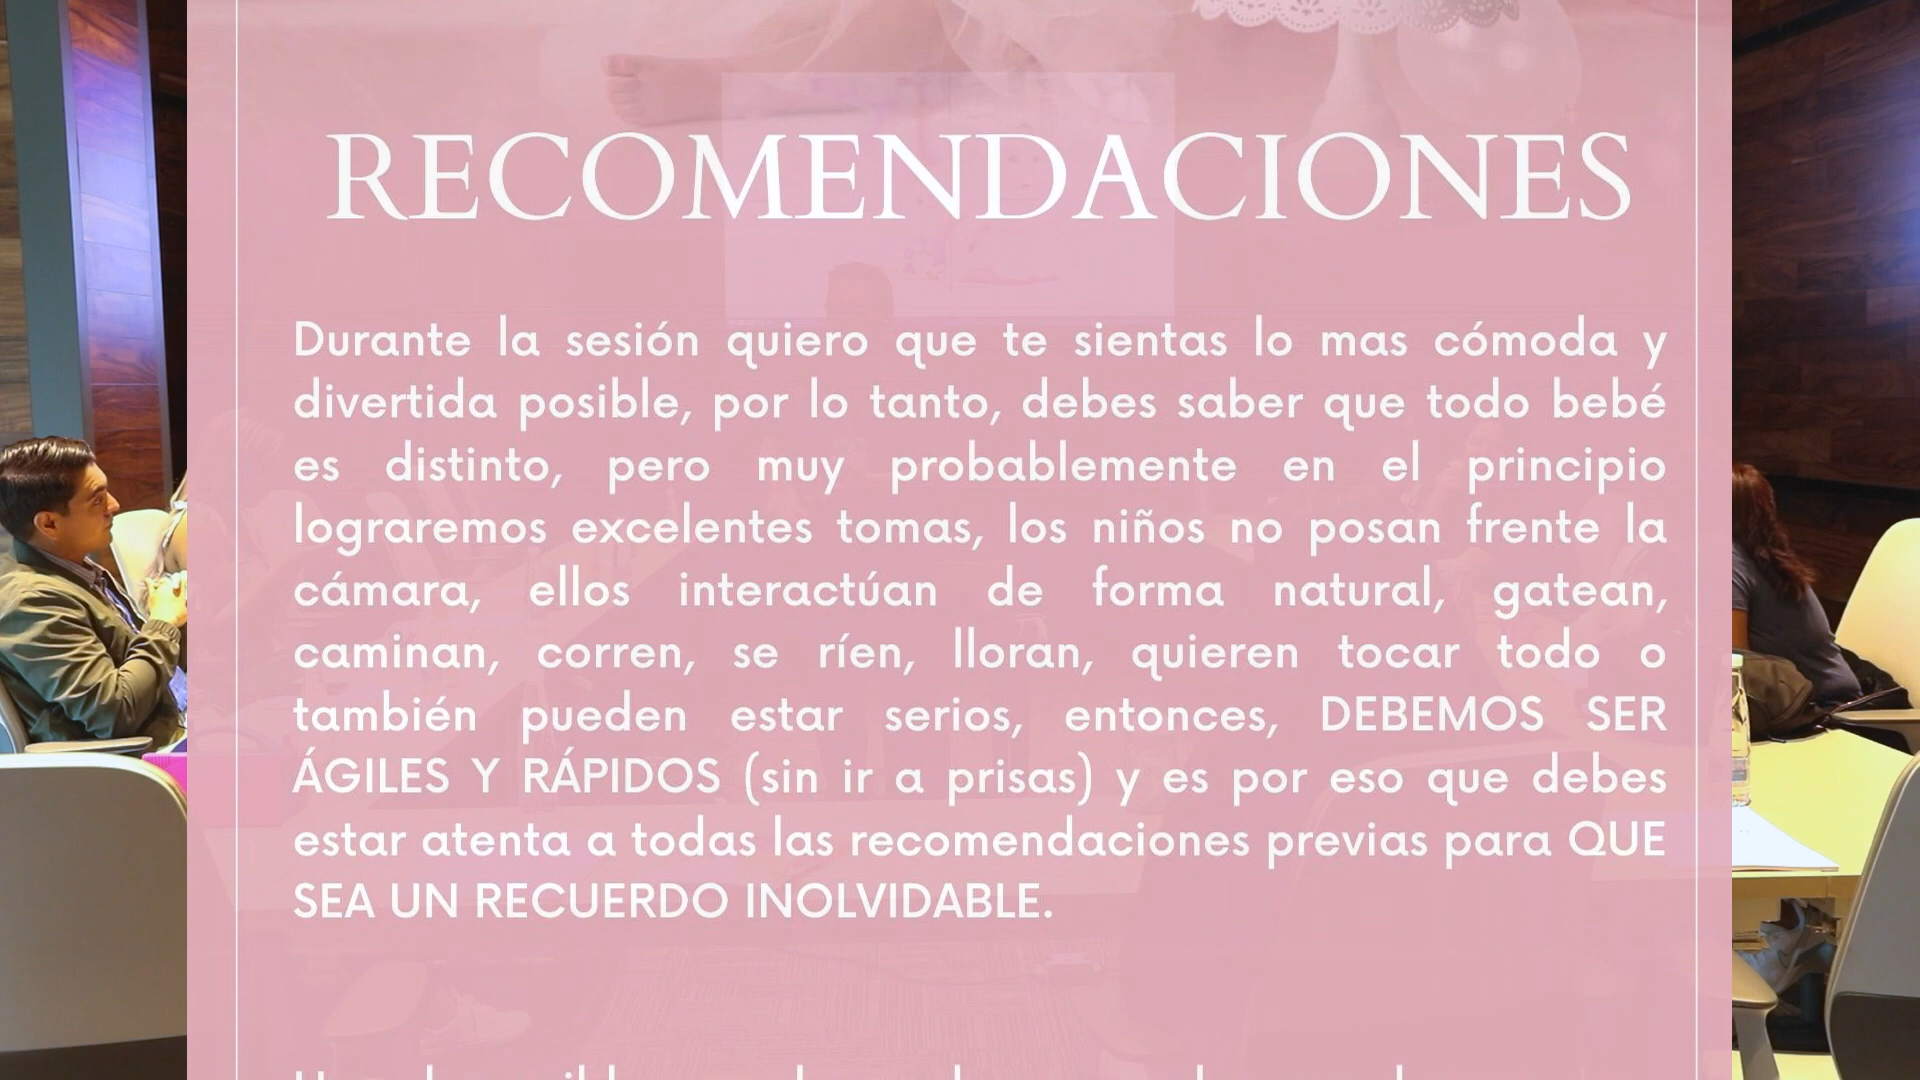 RECOMENDACIONES
Durante la sesión quiero que te sientas lo mas cómoda y
divertida posible, por lo tanto, debes saber que todo bebé
es distinto, pero muy probablemente en el principio
lograremos excelentes tomas, los niños no posan frente la
cámara, ellos interactúan de forma natural, gatean,
caminan, corren, se ríen, lloran, quieren tocar todo o
también pueden estar serios, entonces, DEBEMOS SER
ÁGILES Y RÁPIDOS (sin ir a prisas) y es por eso que debes
estar atenta a todas las recomendaciones previas para QUE
SEA UN RECUERDO INOLVIDABLE.